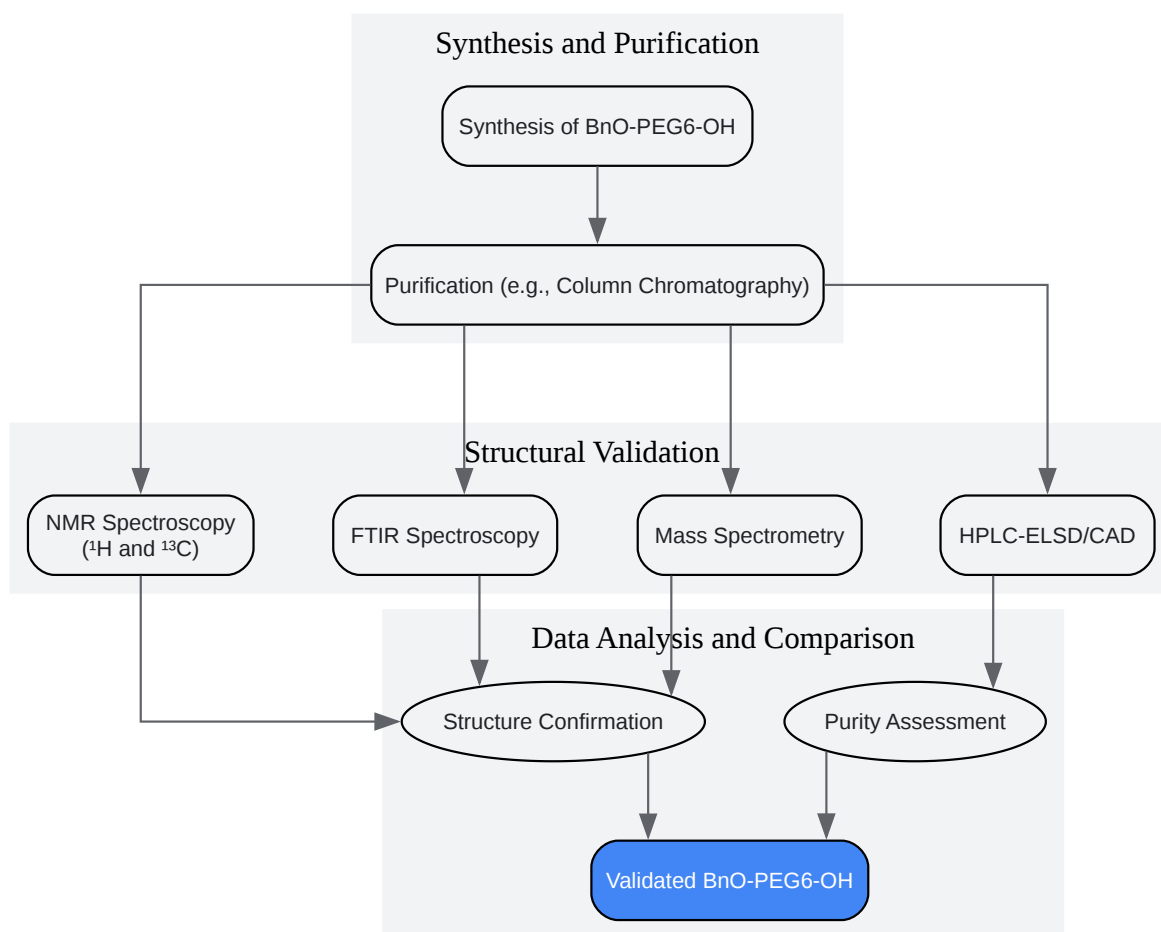 Synthesis and Purification
Synthesis of BnO-PEG6-OH
Purification (e.g., Column Chromatography)
Structural Validation
NMR Spectroscopy
(¹H and ¹³C)
FTIR Spectroscopy
Mass Spectrometry
HPLC-ELSD/CAD
Data Analysis and Comparison
Structure Confirmation
Purity Assessment
Validated BnO-PEG6-OH